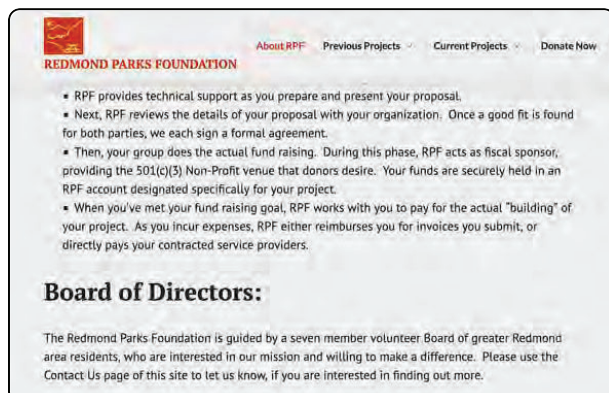 About RPF Previous Projects Current Projects Donate Now
REDMOND PARKS FOUNDATION
▪ RPF provides technical support as you prepare and present your proposal.
▪ Next, RPF reviews the details of your proposal with your organization. Once a good fit is found
for both parties, we each sign a formal agreement.
▪ Then, your group does the actual fund raising. During this phase, RPF acts as fiscal sponsor,
providing the 501(c)(3) Non-Profit venue that donors desire. Your funds are securely held in an
RPF account designated specifically for your project.
▪ When you've met your fund raising goal, RPF works with you to pay for the actual "building" of
your project. As you incur expenses, RPF either reimburses you for invoices you submit, or
directly pays your contracted service providers.
Board of Directors:
The Redmond Parks Foundation is guided by a seven member volunteer Board of greater Redmond
area residents, who are interested in our mission and willing to make a difference. Please use the
Contact Us page of this site to let us know, if you are interested in finding out more.